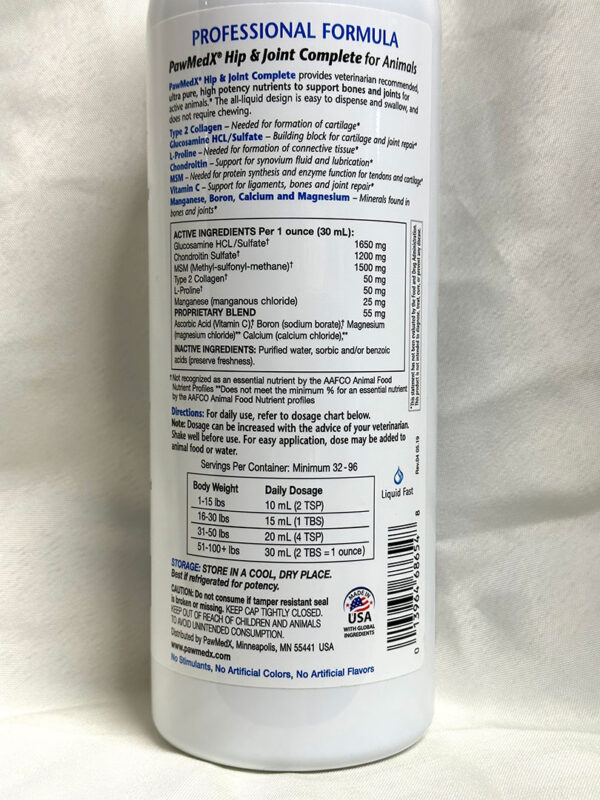 PROFESSIONAL FORMULA
PawMedX® Hip & Joint Complete for Animals
PawMedX® Hip & Joint Complete provides veterinarian recommended,
ultra pure, high potency nutrients to support bones and joints for
active animals.* The all-liquid design is easy to dispense and swallow, and
does not require chewing.
Type 2 Collagen – Needed for formation of cartilage*
Glucosamine HCL/Sulfate – Building block for cartilage and joint repair*
L-Proline – Needed for formation of connective tissue*
Chondroitin – Support for synovium fluid and lubrication*
MSM – Needed for protein synthesis and enzyme function for tendons and cartilage*
Vitamin C – Support for ligaments, bones and joint repair*
Manganese, Boron, Calcium and Magnesium – Minerals found in
bones and joints*
ACTIVE INGREDIENTS Per 1 ounce (30 mL):
Glucosamine HCL/Sulfate† 1650 mg
Chondroitin Sulfate† 1200 mg
MSM (Methyl-sulfonyl-methane)† 1500 mg
Type 2 Collagen† 50 mg
L-Proline† 50 mg
Manganese (manganous chloride) 25 mg
PROPRIETARY BLEND 55 mg
Ascorbic Acid (Vitamin C),† Boron (sodium borate),† Magnesium
(magnesium chloride)** Calcium (calcium chloride),**
INACTIVE INGREDIENTS: Purified water, sorbic and/or benzoic
acids (preserve freshness).
*This statement has not been evaluated by the Food and Drug Administration.
This product is not intended to diagnose, treat, cure, or prevent any disease.
†Not recognized as an essential nutrient by the AAFCO Animal Food
Nutrient Profiles **Does not meet the minimum % for an essential nutrient
by the AAFCO Animal Food Nutrient profiles
Directions: For daily use, refer to dosage chart below.
Note: Dosage can be increased with the advice of your veterinarian.
Shake well before use. For easy application, dose may be added to
animal food or water.
Rev.04 05.19
Servings Per Container: Minimum 32-96
Body Weight Daily Dosage
1-15 lbs 10 mL (2 TSP)
16-30 lbs 15 mL (1 TBS)
31-50 lbs 20 mL (4 TSP)
51-100+ lbs 30 mL (2 TBS = 1 ounce)
Liquid Fast
STORAGE: STORE IN A COOL, DRY PLACE.
Best if refrigerated for potency.
CAUTION: Do not consume if tamper resistant seal
is broken or missing. KEEP CAP TIGHTLY CLOSED.
KEEP OUT OF REACH OF CHILDREN AND ANIMALS
TO AVOID UNINTENDED CONSUMPTION.
Distributed by PawMedX, Minneapolis, MN 55441 USA
www.pawmedx.com
No Stimulants, No Artificial Colors, No Artificial Flavors
MADE IN
USA
WITH GLOBAL
INGREDIENTS
0 13964 68654 8